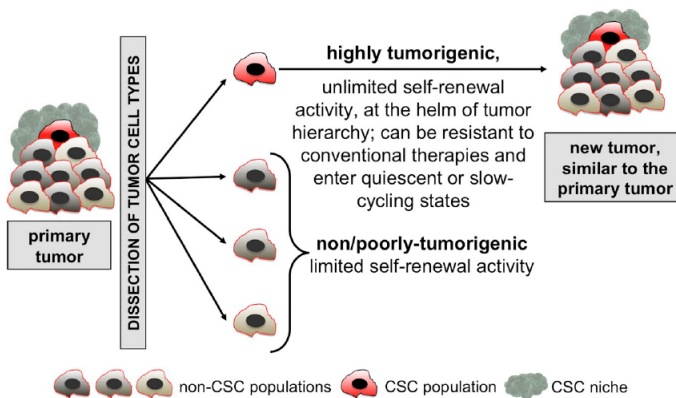 primary
tumor
DISSECTION OF TUMOR CELL TYPES
highly tumorigenic,
unlimited self-renewal
activity, at the helm of tumor
hierarchy; can be resistant to
conventional therapies and
enter quiescent or slow-
cycling states
non/poorly-tumorigenic
limited self-renewal activity
new tumor,
similar to the
primary tumor
non-CSC populations
CSC population
CSC niche